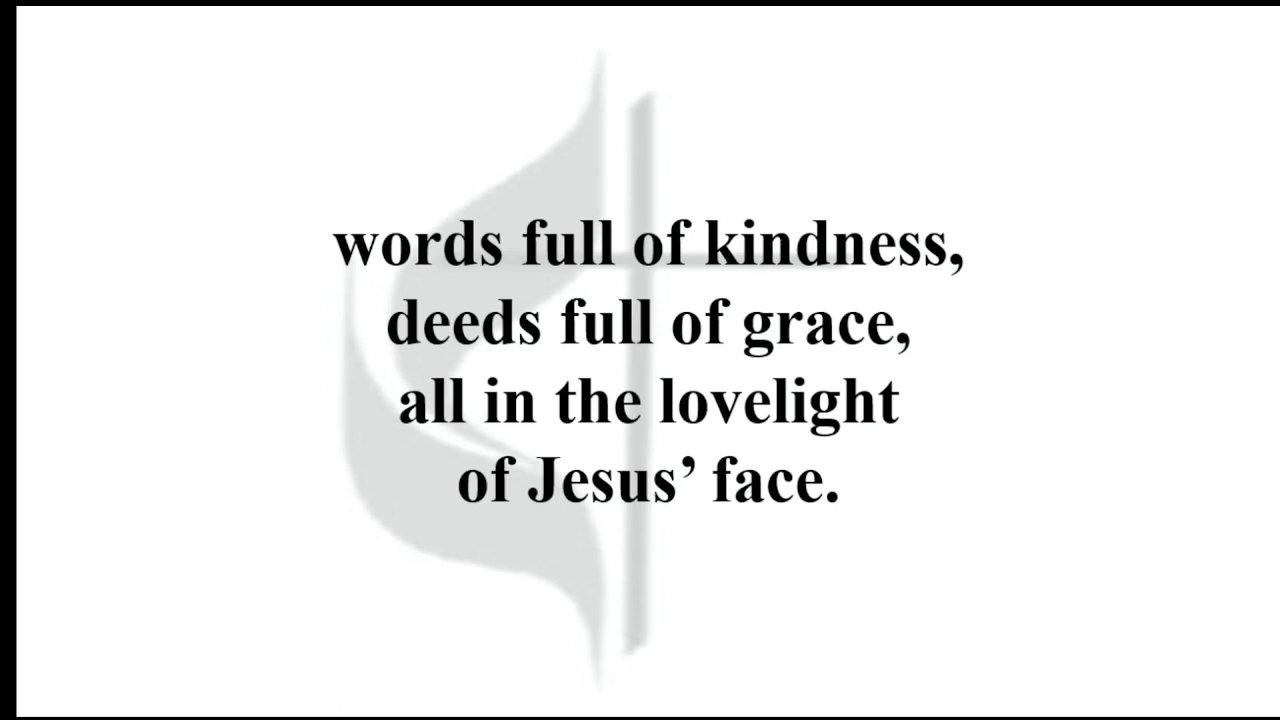 words full of kindness,
deeds full of grace,
all in the lovelight
of Jesus’ face.